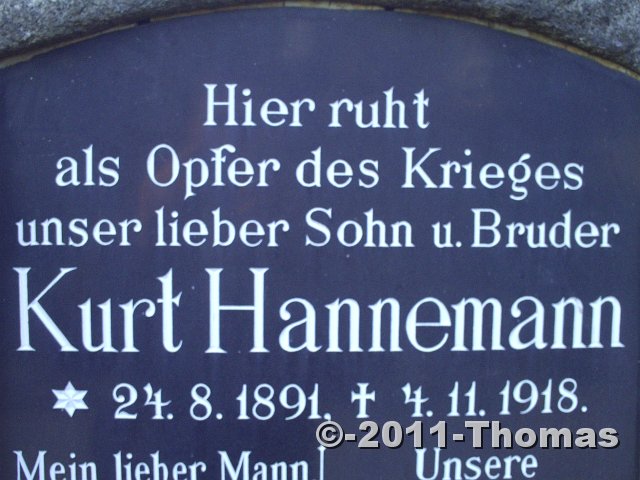 Hier ruht
als Opfer des Krieges
unser lieber Sohn u. Bruder
Kurt Hannemann
✶ 24. 8. 1891, † 4. 11. 1918.
©-2011-Thomas
Mein lieber Mann Unsere